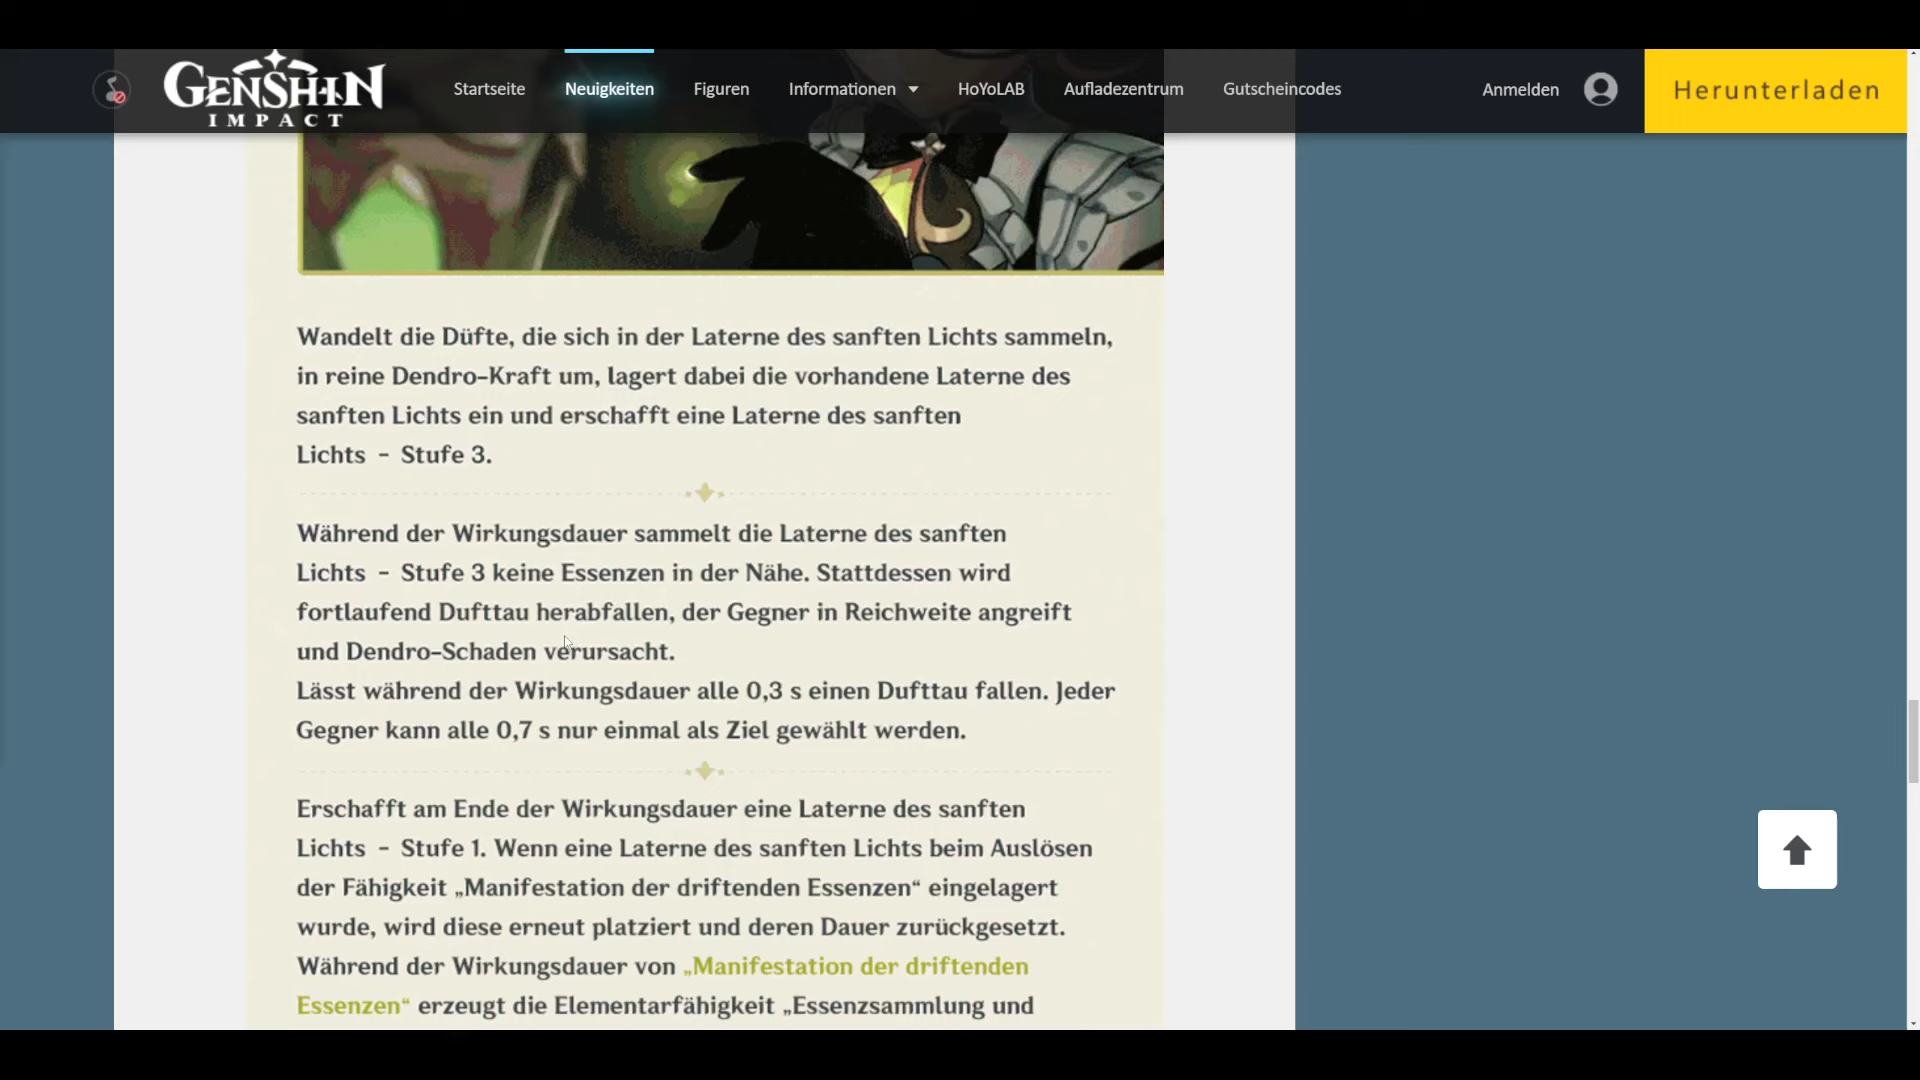 GENSHIN
IMPACT
Startseite
Neuigkeiten
Figuren
Informationen
HoYoLAB
Aufladezentrum
Gutscheincodes
Anmelden
Herunterladen
Wandelt die Düfte, die sich in der Laterne des sanften Lichts sammeln,
in reine Dendro-Kraft um, lagert dabei die vorhandene Laterne des
sanften Lichts ein und erschafft eine Laterne des sanften
Lichts - Stufe 3.
Während der Wirkungsdauer sammelt die Laterne des sanften
Lichts - Stufe 3 keine Essenzen in der Nähe. Stattdessen wird
fortlaufend Dufttau herabfallen, der Gegner in Reichweite angreift
und Dendro-Schaden verursacht.
Lässt während der Wirkungsdauer alle 0,3 s einen Dufttau fallen. Jeder
Gegner kann alle 0,7 s nur einmal als Ziel gewählt werden.
Erschafft am Ende der Wirkungsdauer eine Laterne des sanften
Lichts - Stufe 1. Wenn eine Laterne des sanften Lichts beim Auslösen
der Fähigkeit „Manifestation der driftenden Essenzen“ eingelagert
wurde, wird diese erneut platziert und deren Dauer zurückgesetzt.
Während der Wirkungsdauer von „Manifestation der driftenden
Essenzen“ erzeugt die Elementarfähigkeit „Essenzsammlung und